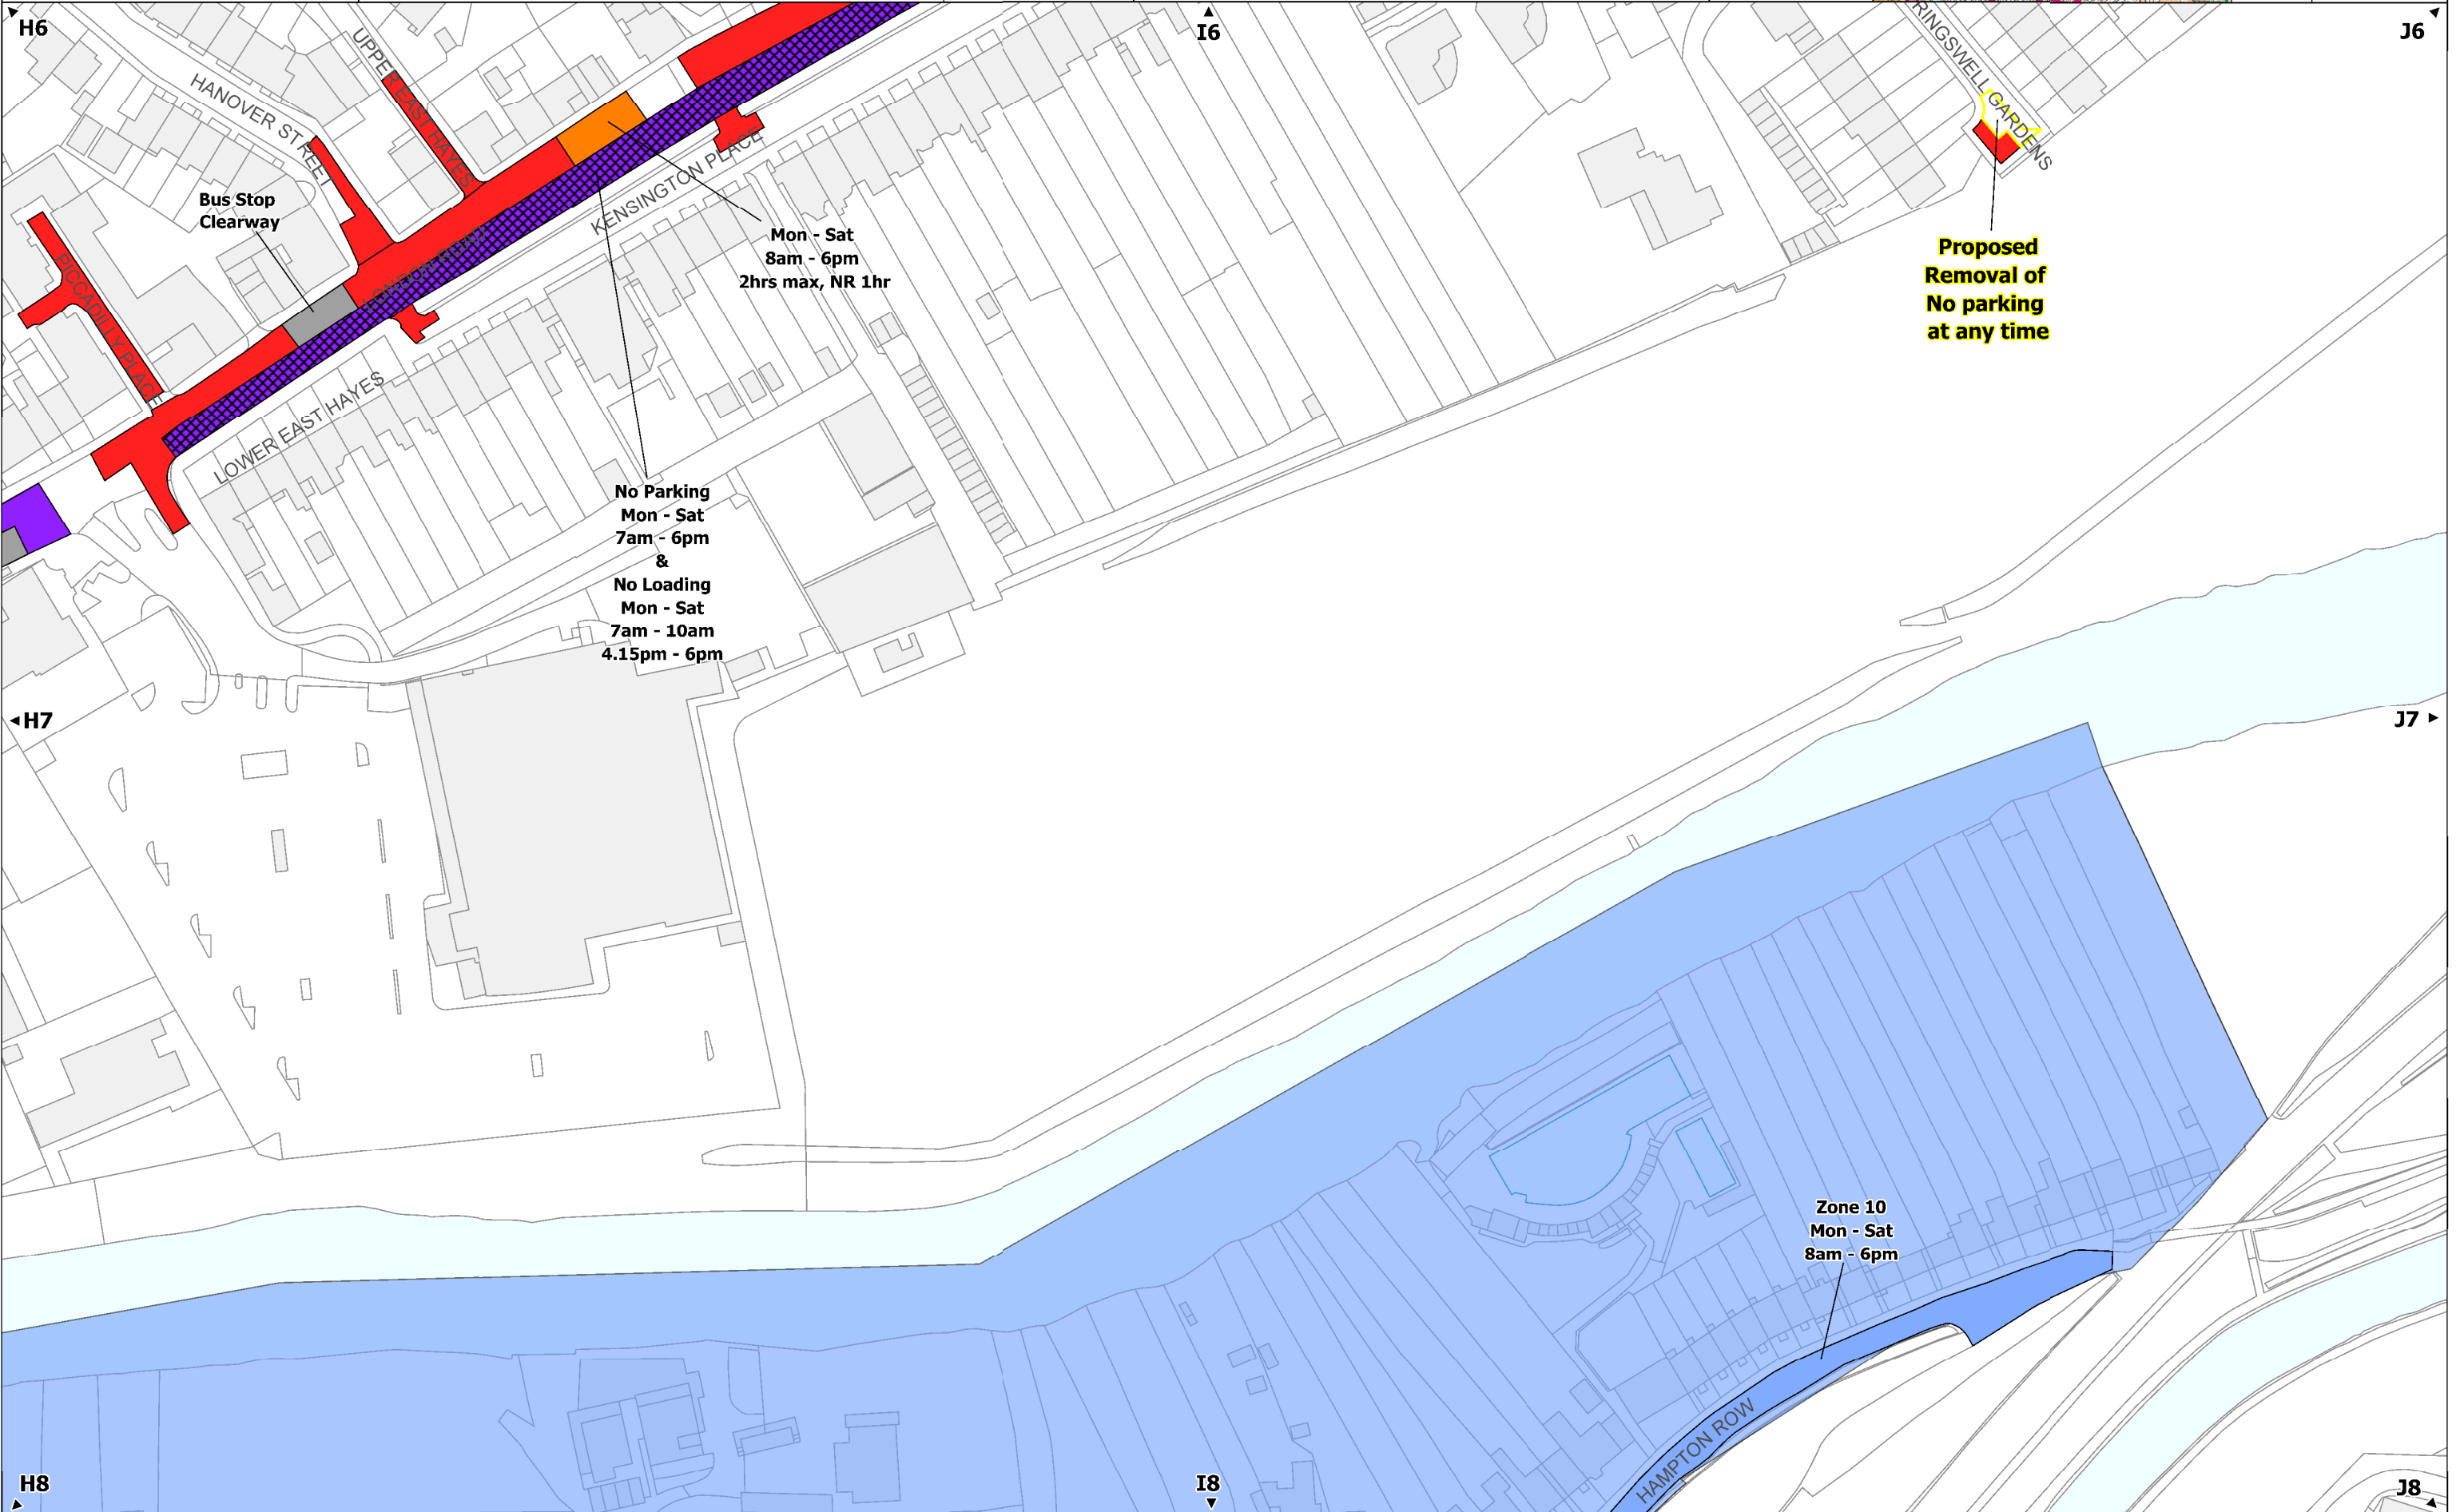 H6
I6
J6
HANOVER STREET
UPPER EAST HAYES
RINGSWELL GARDENS
Bus Stop
Clearway
PICCADILLY PLACE
LONDON ROAD
KENSINGTON PLACE
Mon - Sat
8am - 6pm
2hrs max, NR 1hr
Proposed
Removal of
No parking
at any time
LOWER EAST HAYES
No Parking
Mon - Sat
7am - 6pm
&
No Loading
Mon - Sat
7am - 10am
4.15pm - 6pm
H7
J7
Zone 10
Mon - Sat
8am - 6pm
HAMPTON ROW
H8
I8
J8